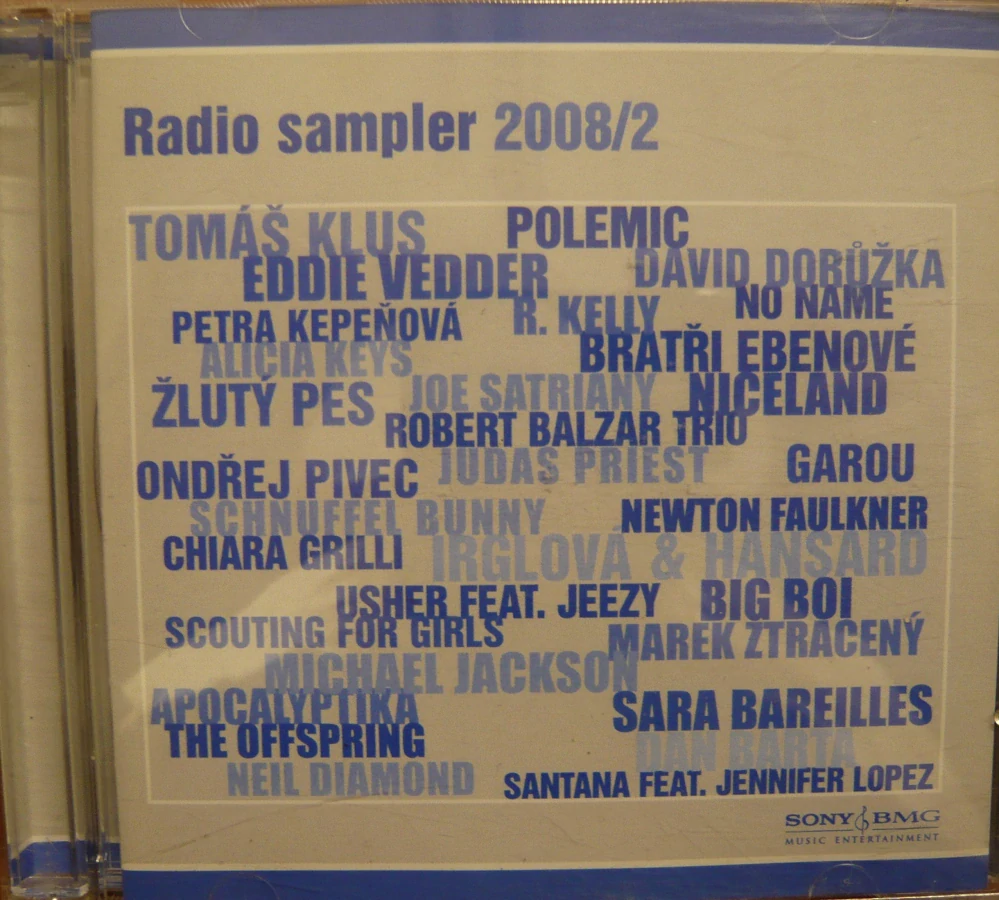 Radio sampler 2008/2
TOMÁŠ KLUS POLEMIC
EDDIE VEDDER DAVID DORŮŽKA
PETRA KEPEŇOVÁ R. KELLY NO NAME
ALICIA KEYS BRATŘI EBENOVÉ
ŽLUTÝ PES JOE SATRIANY NICELAND
ROBERT BALZAR TRIO
ONDŘEJ PIVEC JUDAS PRIEST GAROU
SCHNUFFEL BUNNY NEWTON FAULKNER
CHIARA GRILLI IRGLOVÁ & HANSARD
USHER FEAT. JEEZY BIG BOI
SCOUTING FOR GIRLS MAREK ZTRACENÝ
MICHAEL JACKSON
APOCALYPTIKA SARA BAREILLES
THE OFFSPRING DAN BARTA
NEIL DIAMOND SANTANA FEAT. JENNIFER LOPEZ
SONY BMG
MUSIC ENTERTAINMENT